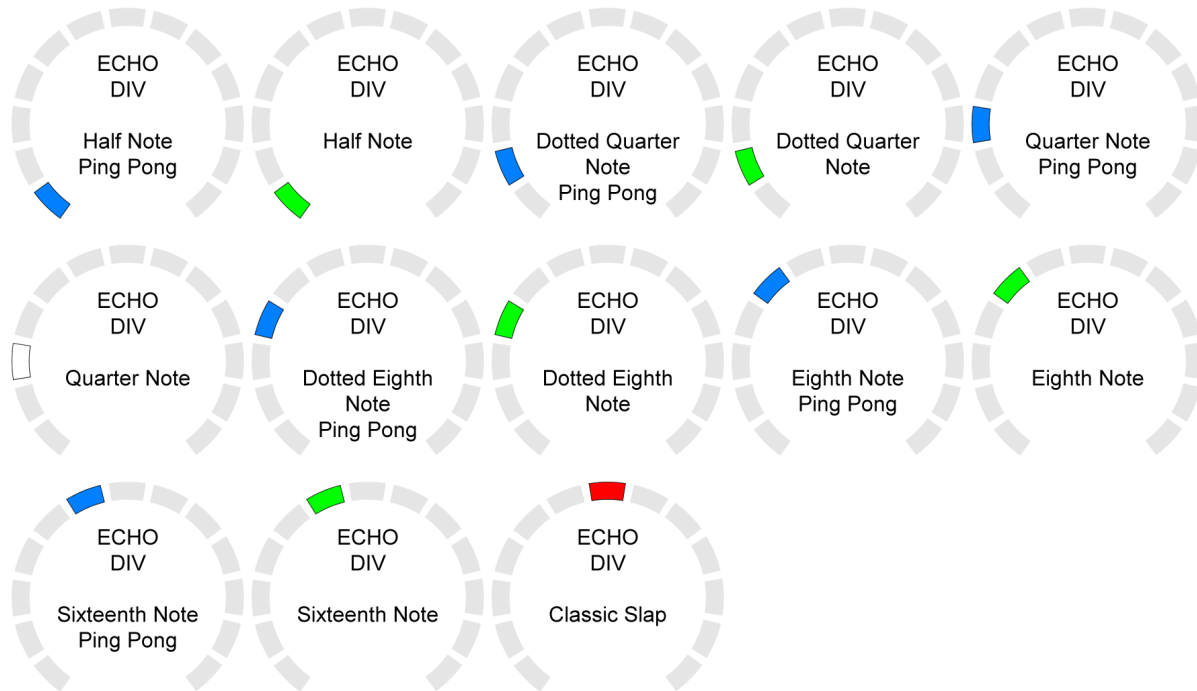 ECHO
DIV
Half Note
Ping Pong
ECHO
DIV
Half Note
ECHO
DIV
Dotted Quarter
Note
Ping Pong
ECHO
DIV
Dotted Quarter
Note
ECHO
DIV
Quarter Note
Ping Pong
ECHO
DIV
Quarter Note
ECHO
DIV
Dotted Eighth
Note
Ping Pong
ECHO
DIV
Dotted Eighth
Note
ECHO
DIV
Eighth Note
Ping Pong
ECHO
DIV
Eighth Note
ECHO
DIV
Sixteenth Note
Ping Pong
ECHO
DIV
Sixteenth Note
ECHO
DIV
Classic Slap